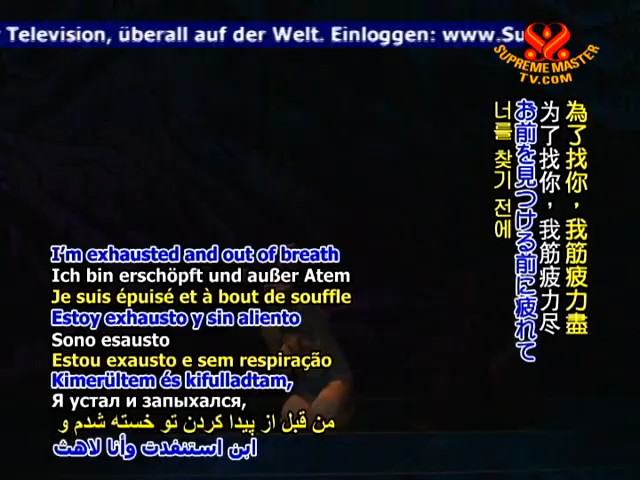 Television, überall auf der Welt. Einloggen: www.Su
SUPREME MASTER
TV.COM
為了找你，我筋疲力盡
为了找你，我筋疲力尽
お前を見つける前に疲れて
너를 찾기 전에
I'm exhausted and out of breath
Ich bin erschöpft und außer Atem
Je suis épuisé et à bout de souffle
Estoy exhausto y sin aliento
Sono esausto
Estou exausto e sem respiração
Kimerültem és kifulladtam,
Я устал и запыхался,
من قبل از پیدا کردن تو خسته شدم و
ابن استنفدت وأنا لاهث